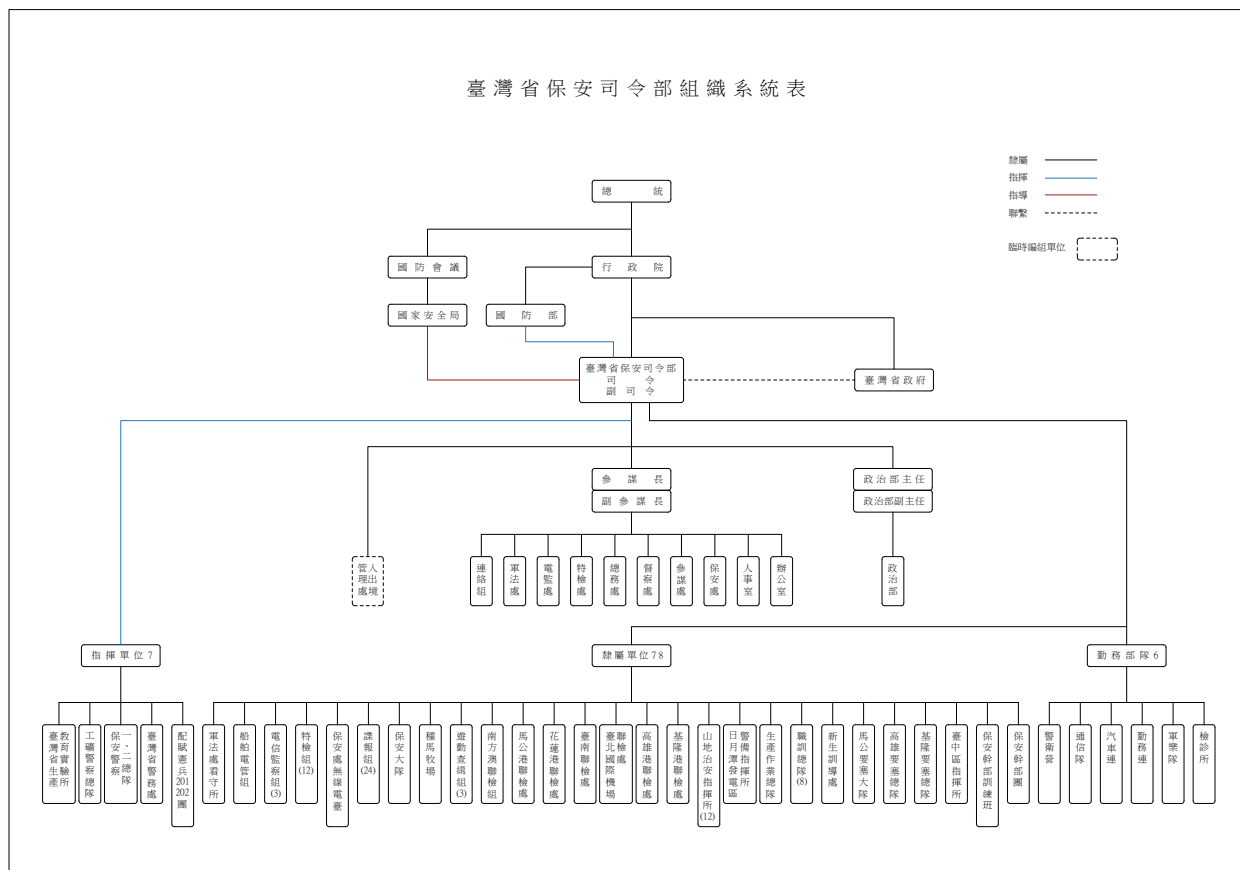 臺灣省保安司令部組織系統表
隸屬
指揮
指導
聯繫
臨時編組單位
總統
國防會議
行政院
國家安全局
國防部
臺灣省保安司令部
司令
副司令
臺灣省政府
參謀長
副參謀長
政治部主任
政治部副主任
入出境
管理處
連絡組
軍法處
電監處
特檢處
總務處
督察處
參謀處
保安處
人事室
辦公室
政治部
指揮單位7
隸屬單位78
勤務部隊6
教育實驗所
臺灣省生產
工礦警察總隊
一、二總隊
保安警察
臺灣省警務處
配賦憲兵201
202團
軍法處看守所
船舶電管組
電信監察組(3)
特檢組(12)
保安處無線電臺
諜報組(24)
保安大隊
種馬牧場
遊動查緝組(3)
南方澳聯檢組
馬公港聯檢處
花蓮港聯檢處
臺南聯檢處
聯檢處
臺北國際機場
高雄港聯檢處
基隆港聯檢處
山地治安指揮所(12)
警備指揮所
日月潭發電區
生產作業總隊
職訓總隊(8)
新生訓導處
馬公要塞大隊
高雄要塞總隊
基隆要塞總隊
臺中區指揮所
保安幹部訓練班
保安幹部團
警衛營
通信隊
汽車連
勤務連
軍樂隊
檢診所